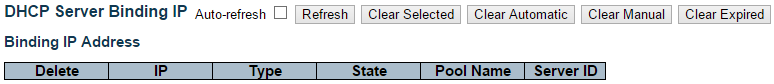 DHCP Server Binding IP Auto-refresh Refresh Clear Selected Clear Automatic Clear Manual Clear Expired
Binding IP Address
Delete IP Type State Pool Name Server ID